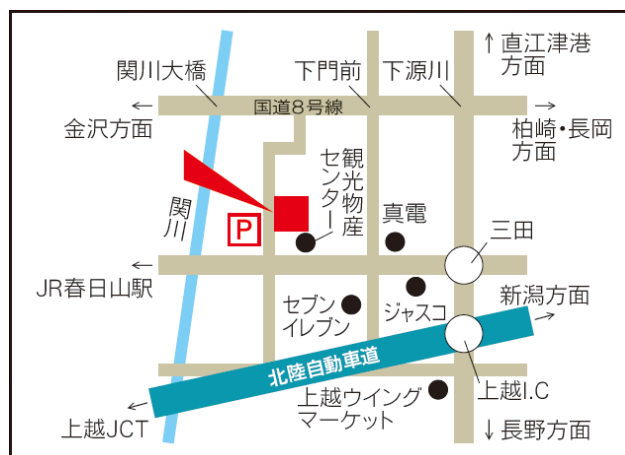 ↑直江津港
方面
関川大橋
下門前
下源川
国道8号線
←
金沢方面
→
柏崎・長岡
方面
観光物産
センター
真電
関川
P
三田
←
JR春日山駅
セブン
イレブン
ジャスコ
新潟方面
→
北陸自動車道
上越ウイング
マーケット
上越I.C
←
上越JCT
↓長野方面